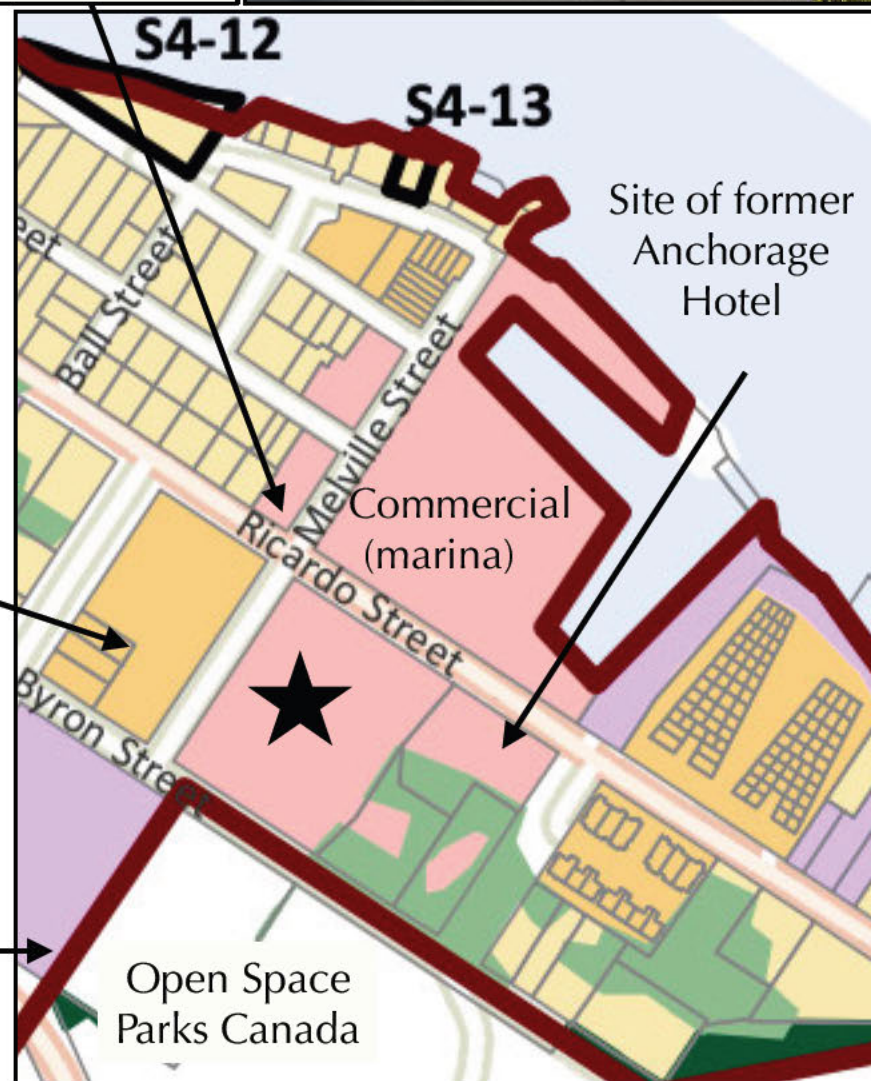 S4-12
S4-13
Site of former
Anchorage
Hotel
eet
Ball Street
Melville Street
Commercial
(marina)
Ricardo Street
Byron Street
Open Space
Parks Canada